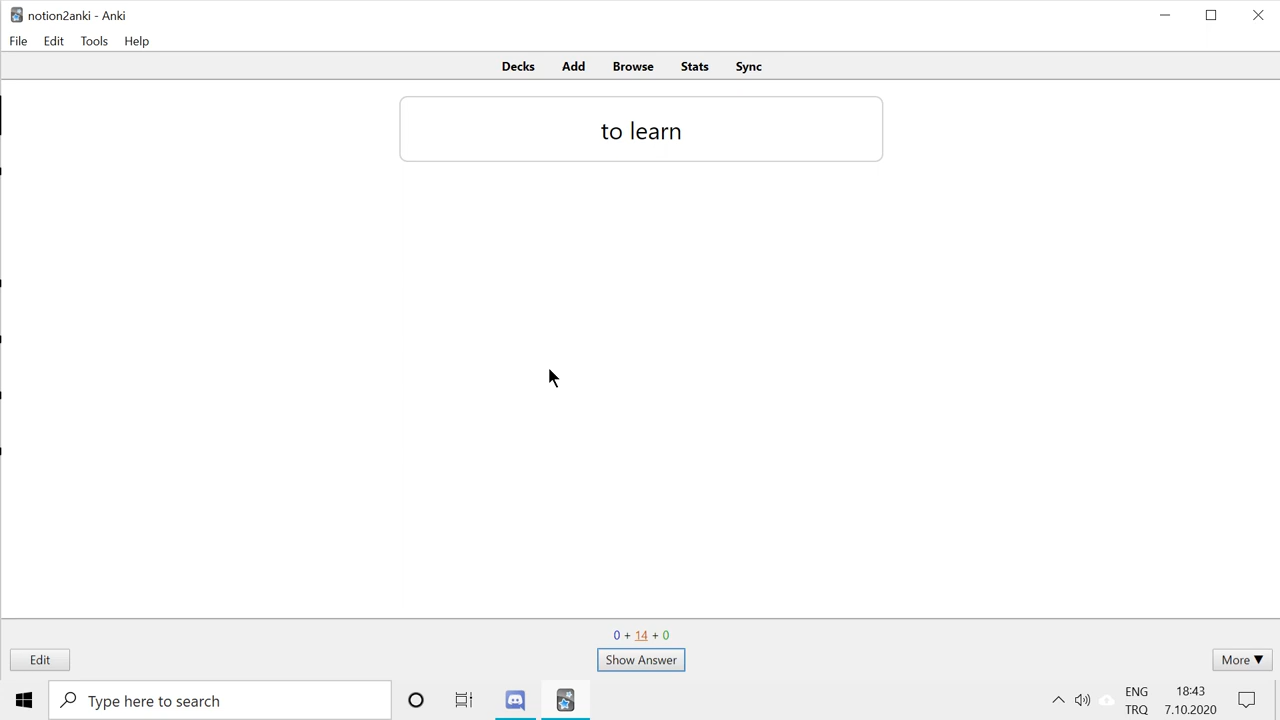 notion2anki - Anki
File Edit Tools Help
Decks Add Browse Stats Sync
to learn
0 + 14 + 0
Edit Show Answer More ▼
Type here to search
ENG 18:43
TRQ 7.10.2020